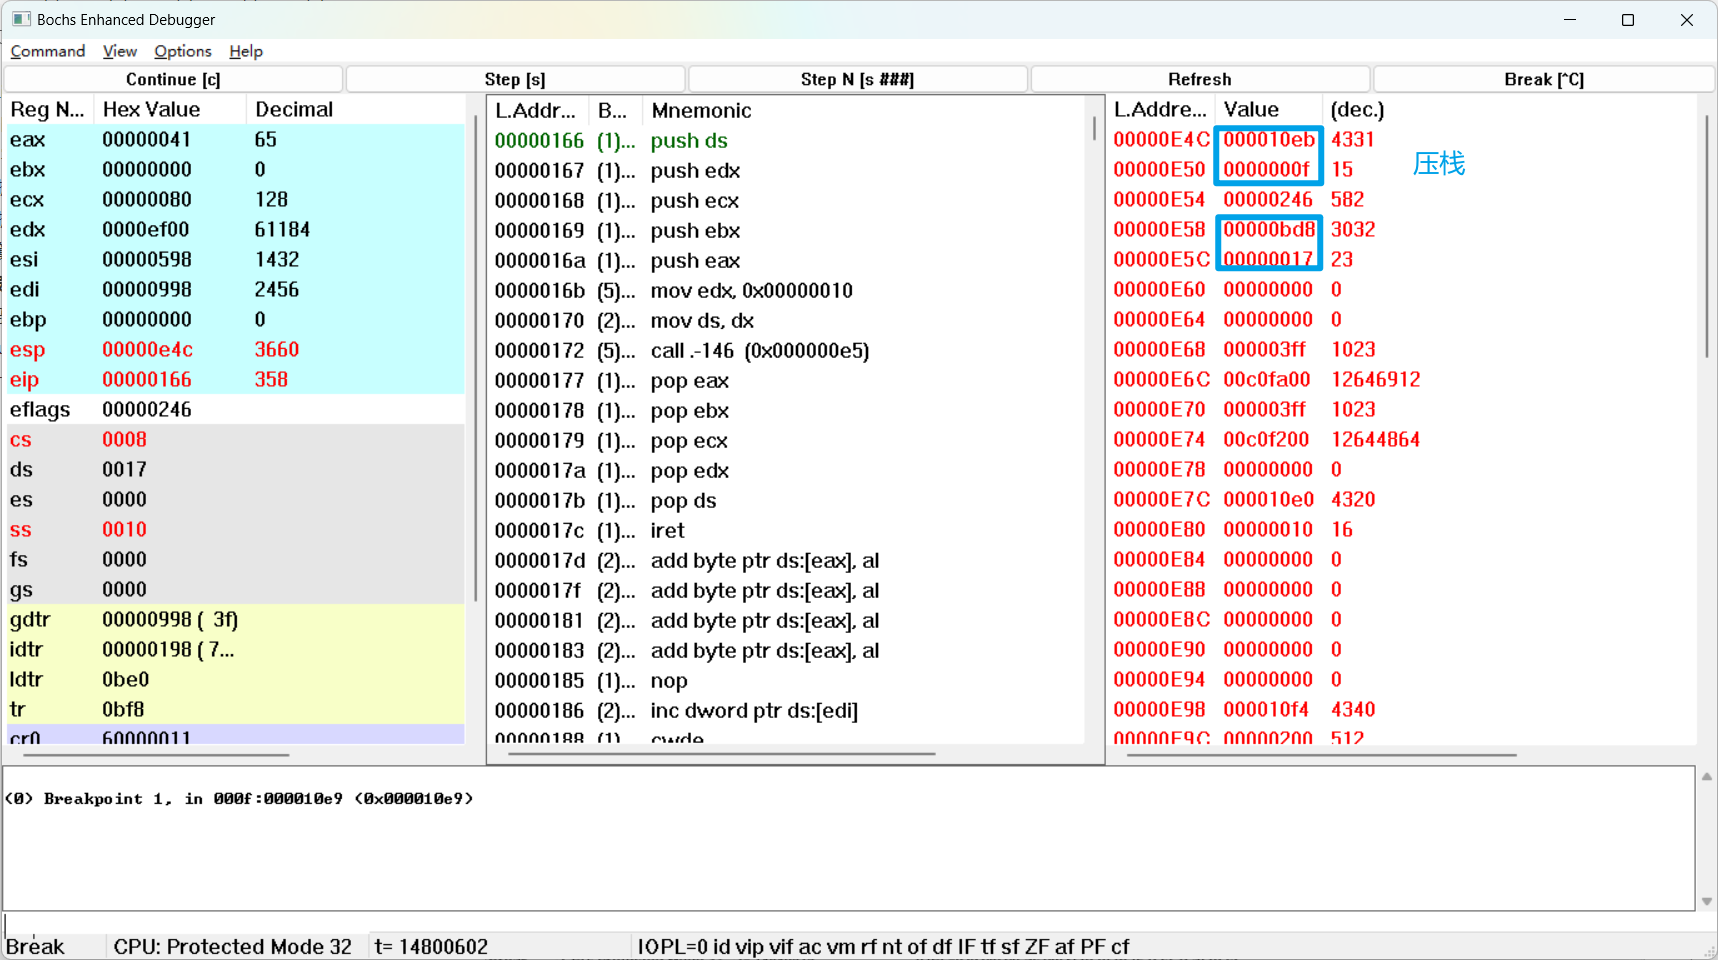 Bochs Enhanced Debugger
Command View Options Help
Continue [c] Step [s] Step N [s ###] Refresh Break [^C]
Reg N... Hex Value Decimal
eax 00000041 65
ebx 00000000 0
ecx 00000080 128
edx 0000ef00 61184
esi 00000598 1432
edi 00000998 2456
ebp 00000000 0
esp 00000e4c 3660
eip 00000166 358
eflags 00000246
cs 0008
ds 0017
es 0000
ss 0010
fs 0000
gs 0000
gdtr 00000998 ( 3f)
idtr 00000198 ( 7...
ldtr 0be0
tr 0bf8
cr0 60000011
L.Addr... B... Mnemonic
00000166 (1)... push ds
00000167 (1)... push edx
00000168 (1)... push ecx
00000169 (1)... push ebx
0000016a (1)... push eax
0000016b (5)... mov edx, 0x00000010
00000170 (2)... mov ds, dx
00000172 (5)... call .-146 (0x000000e5)
00000177 (1)... pop eax
00000178 (1)... pop ebx
00000179 (1)... pop ecx
0000017a (1)... pop edx
0000017b (1)... pop ds
0000017c (1)... iret
0000017d (2)... add byte ptr ds:[eax], al
0000017f (2)... add byte ptr ds:[eax], al
00000181 (2)... add byte ptr ds:[eax], al
00000183 (2)... add byte ptr ds:[eax], al
00000185 (1)... nop
00000186 (2)... inc dword ptr ds:[edi]
00000188 (1) cwde
L.Addre... Value (dec.)
00000E4C 000010eb 4331
00000E50 0000000f 15
压栈
00000E54 00000246 582
00000E58 00000bd8 3032
00000E5C 00000017 23
00000E60 00000000 0
00000E64 00000000 0
00000E68 000003ff 1023
00000E6C 00c0fa00 12646912
00000E70 000003ff 1023
00000E74 00c0f200 12644864
00000E78 00000000 0
00000E7C 000010e0 4320
00000E80 00000010 16
00000E84 00000000 0
00000E88 00000000 0
00000E8C 00000000 0
00000E90 00000000 0
00000E94 00000000 0
00000E98 000010f4 4340
00000E9C 00000200 512
(0) Breakpoint 1, in 000f:000010e9 (0x000010e9)
Break CPU: Protected Mode 32 t= 14800602 IOPL=0 id vip vif ac vm rf nt of df IF tf sf ZF af PF cf